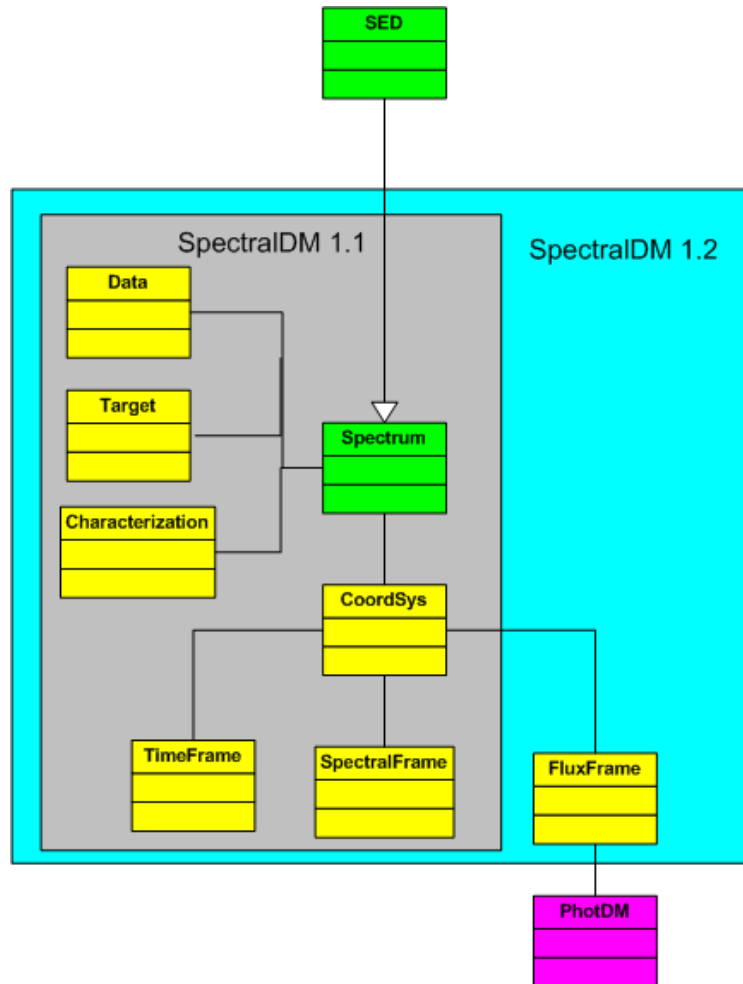 SED
SpectralDM 1.1
SpectralDM 1.2
Data
Target
Spectrum
Characterization
CoordSys
TimeFrame
SpectralFrame
FluxFrame
PhotDM